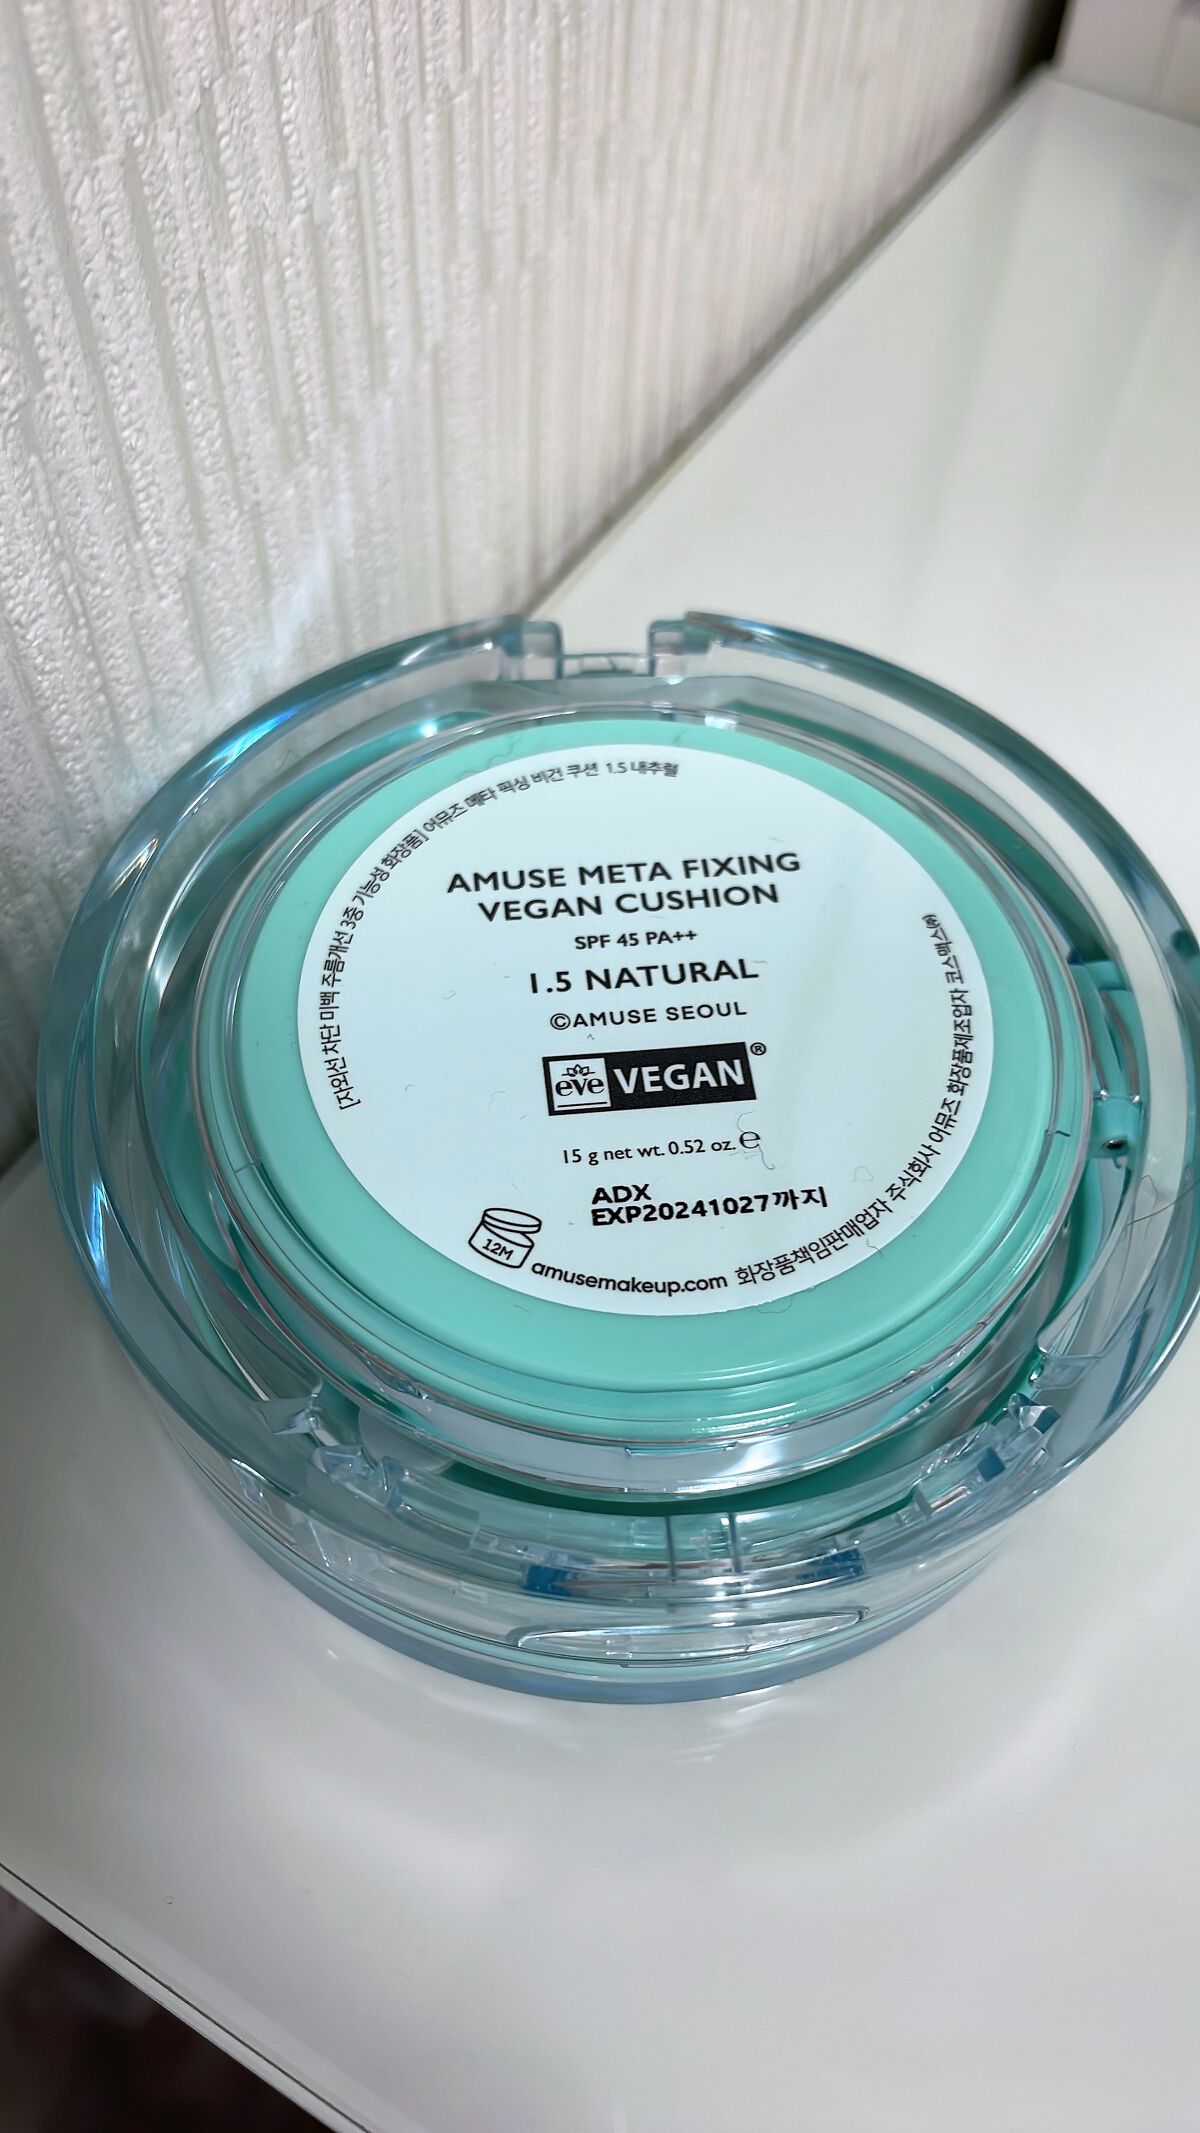 [자외선 차단 미백 주름개선 3중 기능성 화장품] 어뮤즈 메타 픽싱 비건 쿠션 1.5 내추럴
AMUSE META FIXING
VEGAN CUSHION
SPF 45 PA++
1.5 NATURAL
©AMUSE SEOUL
eve VEGAN®
15 g net wt. 0.52 oz. ℮
ADX
EXP20241027까지
12M
amusemakeup.com 화장품책임판매업자 주식회사 어뮤즈 화장품제조업자 코스맥스㈜